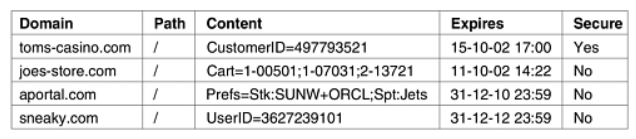 Domain Path Content Expires Secure
toms-casino.com / CustomerID=497793521 15-10-02 17:00 Yes
joes-store.com / Cart=1-00501;1-07031;2-13721 11-10-02 14:22 No
aportal.com / Prefs=Stk:SUNW+ORCL;Spt:Jets 31-12-10 23:59 No
sneaky.com / UserID=3627239101 31-12-12 23:59 No